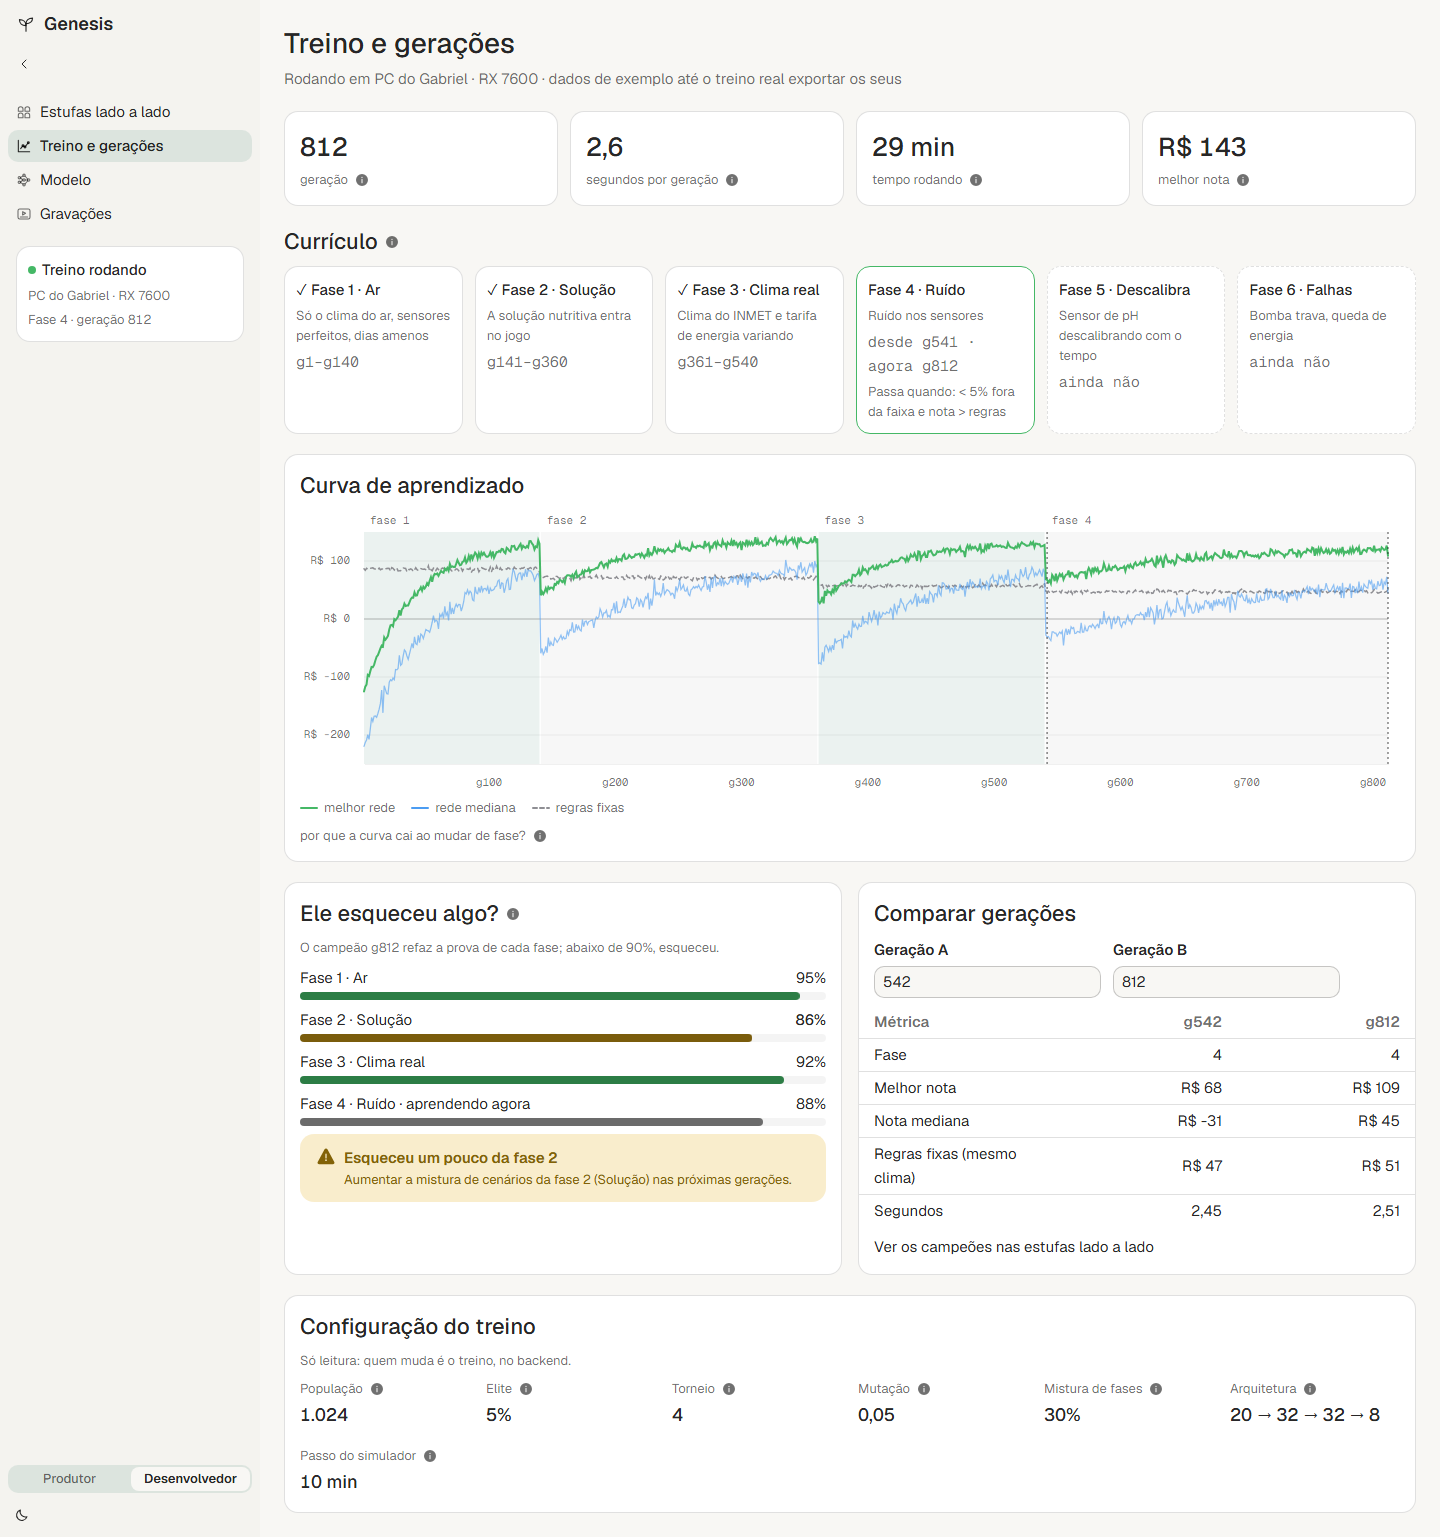 Genesis
Estufas lado a lado
Treino e gerações
Modelo
Gravações
Treino rodando
PC do Gabriel · RX 7600
Fase 4 · geração 812
Produtor
Desenvolvedor
Treino e gerações
Rodando em PC do Gabriel · RX 7600 · dados de exemplo até o treino real exportar os seus
812
geração
2,6
segundos por geração
29 min
tempo rodando
R$ 143
melhor nota
Currículo
✓ Fase 1 · Ar
Só o clima do ar, sensores
perfeitos, dias amenos
g1–g140
✓ Fase 2 · Solução
A solução nutritiva entra
no jogo
g141–g360
✓ Fase 3 · Clima real
Clima do INMET e tarifa
de energia variando
g361–g540
Fase 4 · Ruído
Ruído nos sensores
desde g541 ·
agora g812
Passa quando: < 5% fora
da faixa e nota > regras
Fase 5 · Descalibra
Sensor de pH
descalibrando com o
tempo
ainda não
Fase 6 · Falhas
Bomba trava, queda de
energia
ainda não
Curva de aprendizado
fase 1
fase 2
fase 3
fase 4
R$ 100
R$ 0
R$ -100
R$ -200
g100
g200
g300
g400
g500
g600
g700
g800
melhor rede
rede mediana
regras fixas
por que a curva cai ao mudar de fase?
Ele esqueceu algo?
O campeão g812 refaz a prova de cada fase; abaixo de 90%, esqueceu.
Fase 1 · Ar 95%
Fase 2 · Solução 86%
Fase 3 · Clima real 92%
Fase 4 · Ruído · aprendendo agora 88%
Esqueceu um pouco da fase 2
Aumentar a mistura de cenários da fase 2 (Solução) nas próximas gerações.
Comparar gerações
Geração A Geração B
542 812
Métrica g542 g812
Fase 4 4
Melhor nota R$ 68 R$ 109
Nota mediana R$ -31 R$ 45
Regras fixas (mesmo
clima) R$ 47 R$ 51
Segundos 2,45 2,51
Ver os campeões nas estufas lado a lado
Configuração do treino
Só leitura: quem muda é o treino, no backend.
População
1.024
Elite
5%
Torneio
4
Mutação
0,05
Mistura de fases
30%
Arquitetura
20 → 32 → 32 → 8
Passo do simulador
10 min